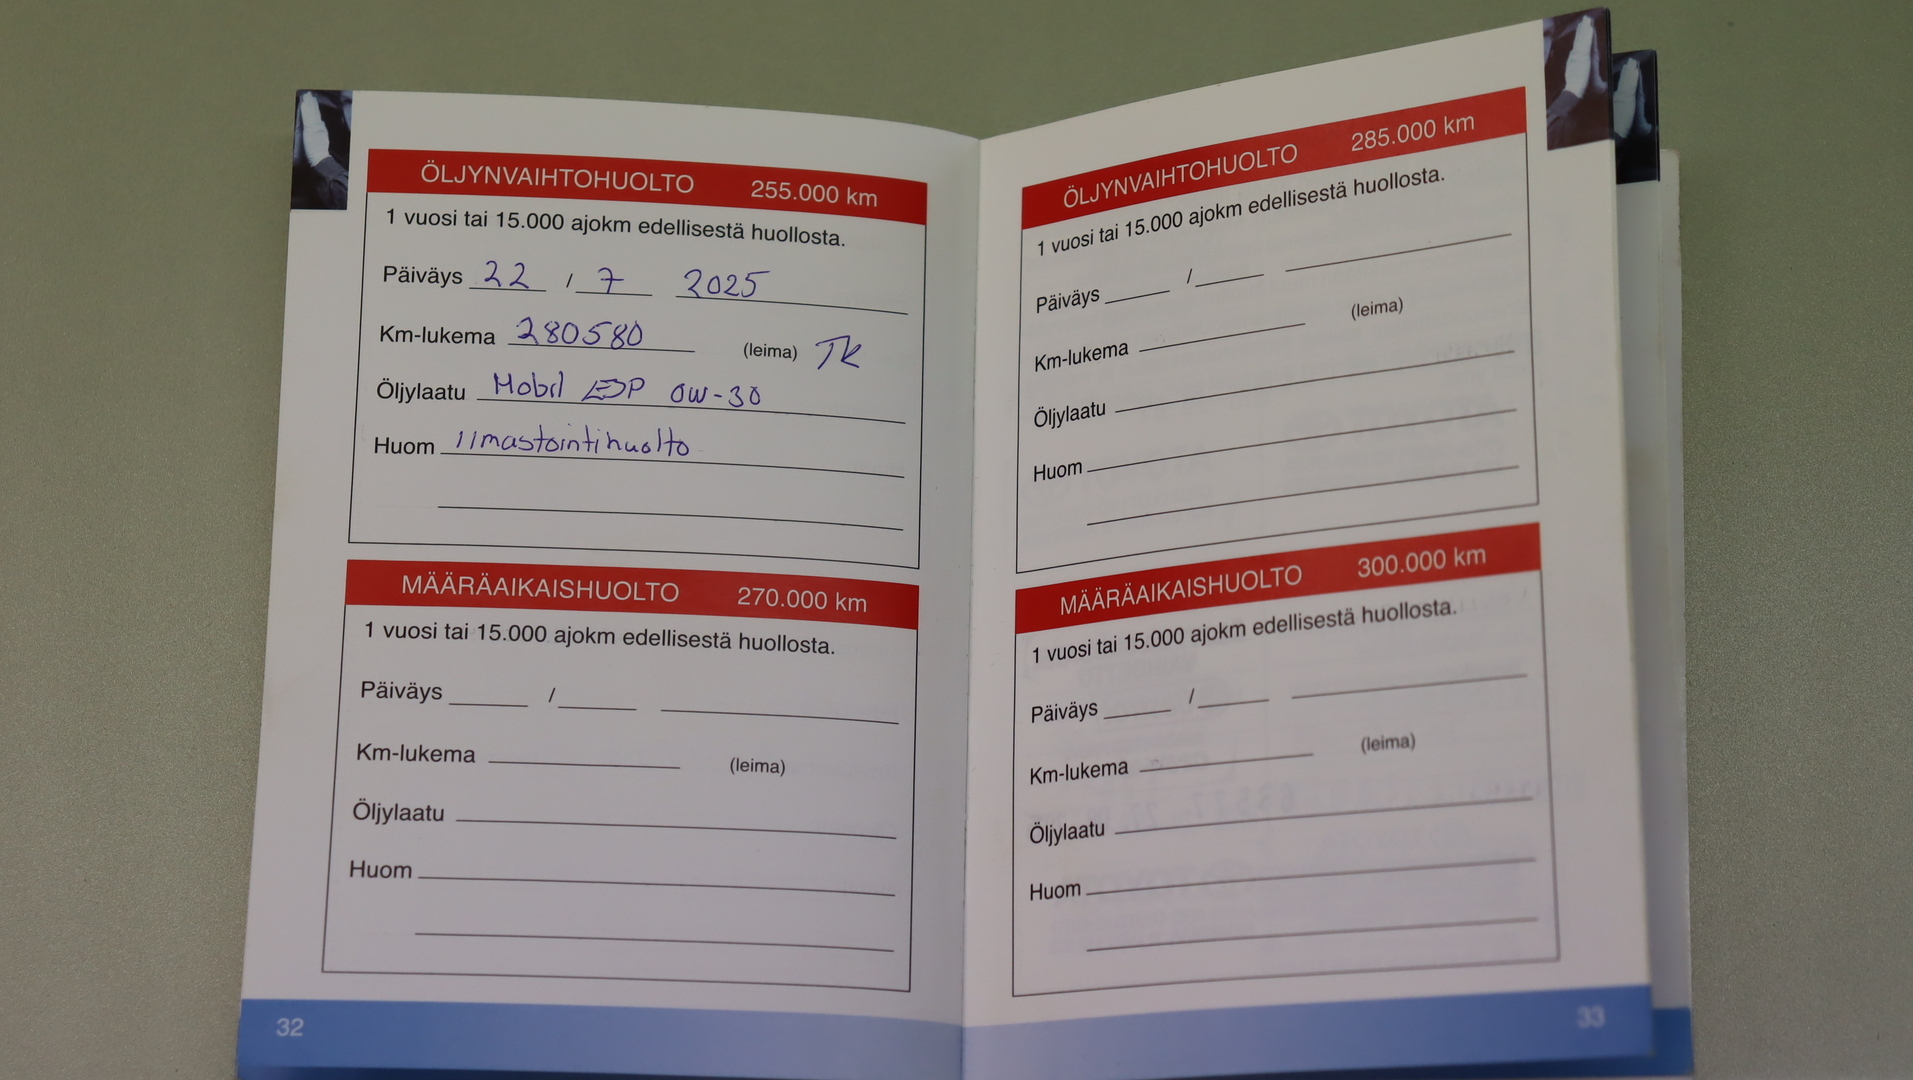 ÖLJYNVAIHTOHUOLTO 255.000 km
1 vuosi tai 15.000 ajokm edellisestä huollosta.
Päiväys 22 / 7 2025
Km-lukema 280580 (leima) TK
Öljylaatu Mobil ESP 0W-30
Huom ilmastointihuolto
MÄÄRÄAIKAISHUOLTO 270.000 km
1 vuosi tai 15.000 ajokm edellisestä huollosta.
Päiväys /
Km-lukema (leima)
Öljylaatu
Huom
32
ÖLJYNVAIHTOHUOLTO 285.000 km
1 vuosi tai 15.000 ajokm edellisestä huollosta.
Päiväys /
Km-lukema (leima)
Öljylaatu
Huom
MÄÄRÄAIKAISHUOLTO 300.000 km
1 vuosi tai 15.000 ajokm edellisestä huollosta.
Päiväys /
Km-lukema (leima)
Öljylaatu
Huom
33